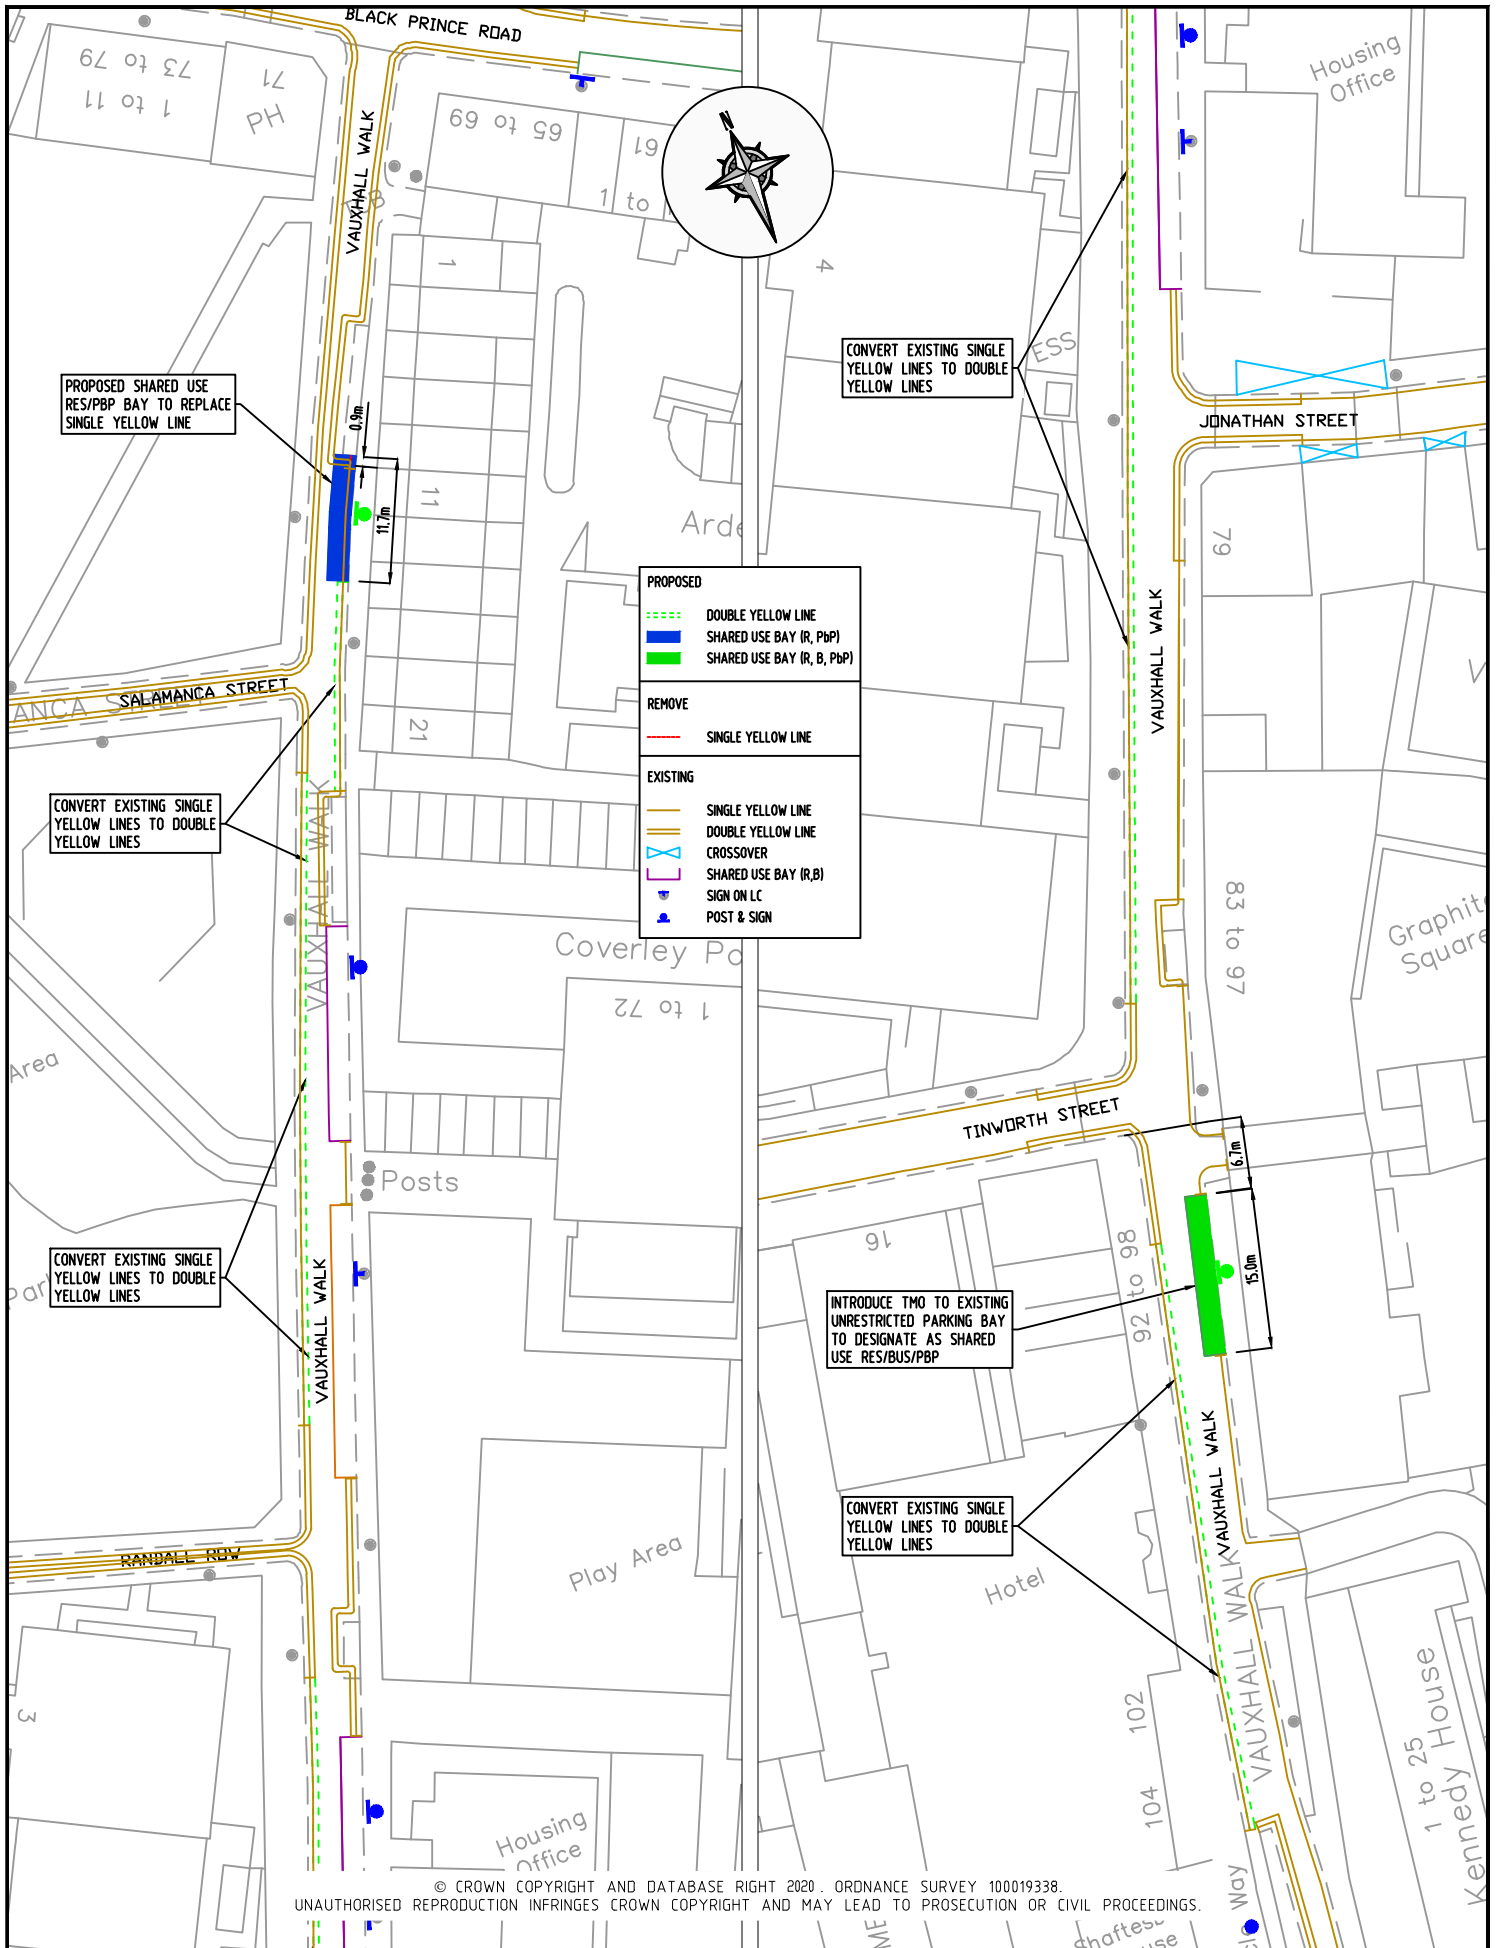 BLACK PRINCE ROAD
73 to 79
1 to 11
71
PH
VAUXHALL WALK
65 to 69
61
1 to
1
11
21
PROPOSED SHARED USE
RES/PBP BAY TO REPLACE
SINGLE YELLOW LINE
0.9m
11.7m
Arde
SALAMANCA STREET
ANCA STREET
CONVERT EXISTING SINGLE
YELLOW LINES TO DOUBLE
YELLOW LINES
VAUXHALL WALK
Coverley Po
1 to 72
Area
Posts
CONVERT EXISTING SINGLE
YELLOW LINES TO DOUBLE
YELLOW LINES
Par
VAUXHALL WALK
RANDALL ROW
Play Area
3
Housing
Office
N
PROPOSED
DOUBLE YELLOW LINE
SHARED USE BAY (R, PbP)
SHARED USE BAY (R, B, PbP)
REMOVE
SINGLE YELLOW LINE
EXISTING
SINGLE YELLOW LINE
DOUBLE YELLOW LINE
CROSSOVER
SHARED USE BAY (R,B)
SIGN ON LC
POST & SIGN
Housing
Office
4
ESS
CONVERT EXISTING SINGLE
YELLOW LINES TO DOUBLE
YELLOW LINES
JONATHAN STREET
79
VAUXHALL WALK
83 to 97
Graphite
Square
TINWORTH STREET
6.7m
15.0m
16
92 to 98
INTRODUCE TMO TO EXISTING
UNRESTRICTED PARKING BAY
TO DESIGNATE AS SHARED
USE RES/BUS/PBP
VAUXHALL WALK
CONVERT EXISTING SINGLE
YELLOW LINES TO DOUBLE
YELLOW LINES
Hotel
VAUXHALL WALK
102
104
1 to 25
Kennedy House
Way
© CROWN COPYRIGHT AND DATABASE RIGHT 2020 . ORDNANCE SURVEY 100019338.
UNAUTHORISED REPRODUCTION INFRINGES CROWN COPYRIGHT AND MAY LEAD TO PROSECUTION OR CIVIL PROCEEDINGS.